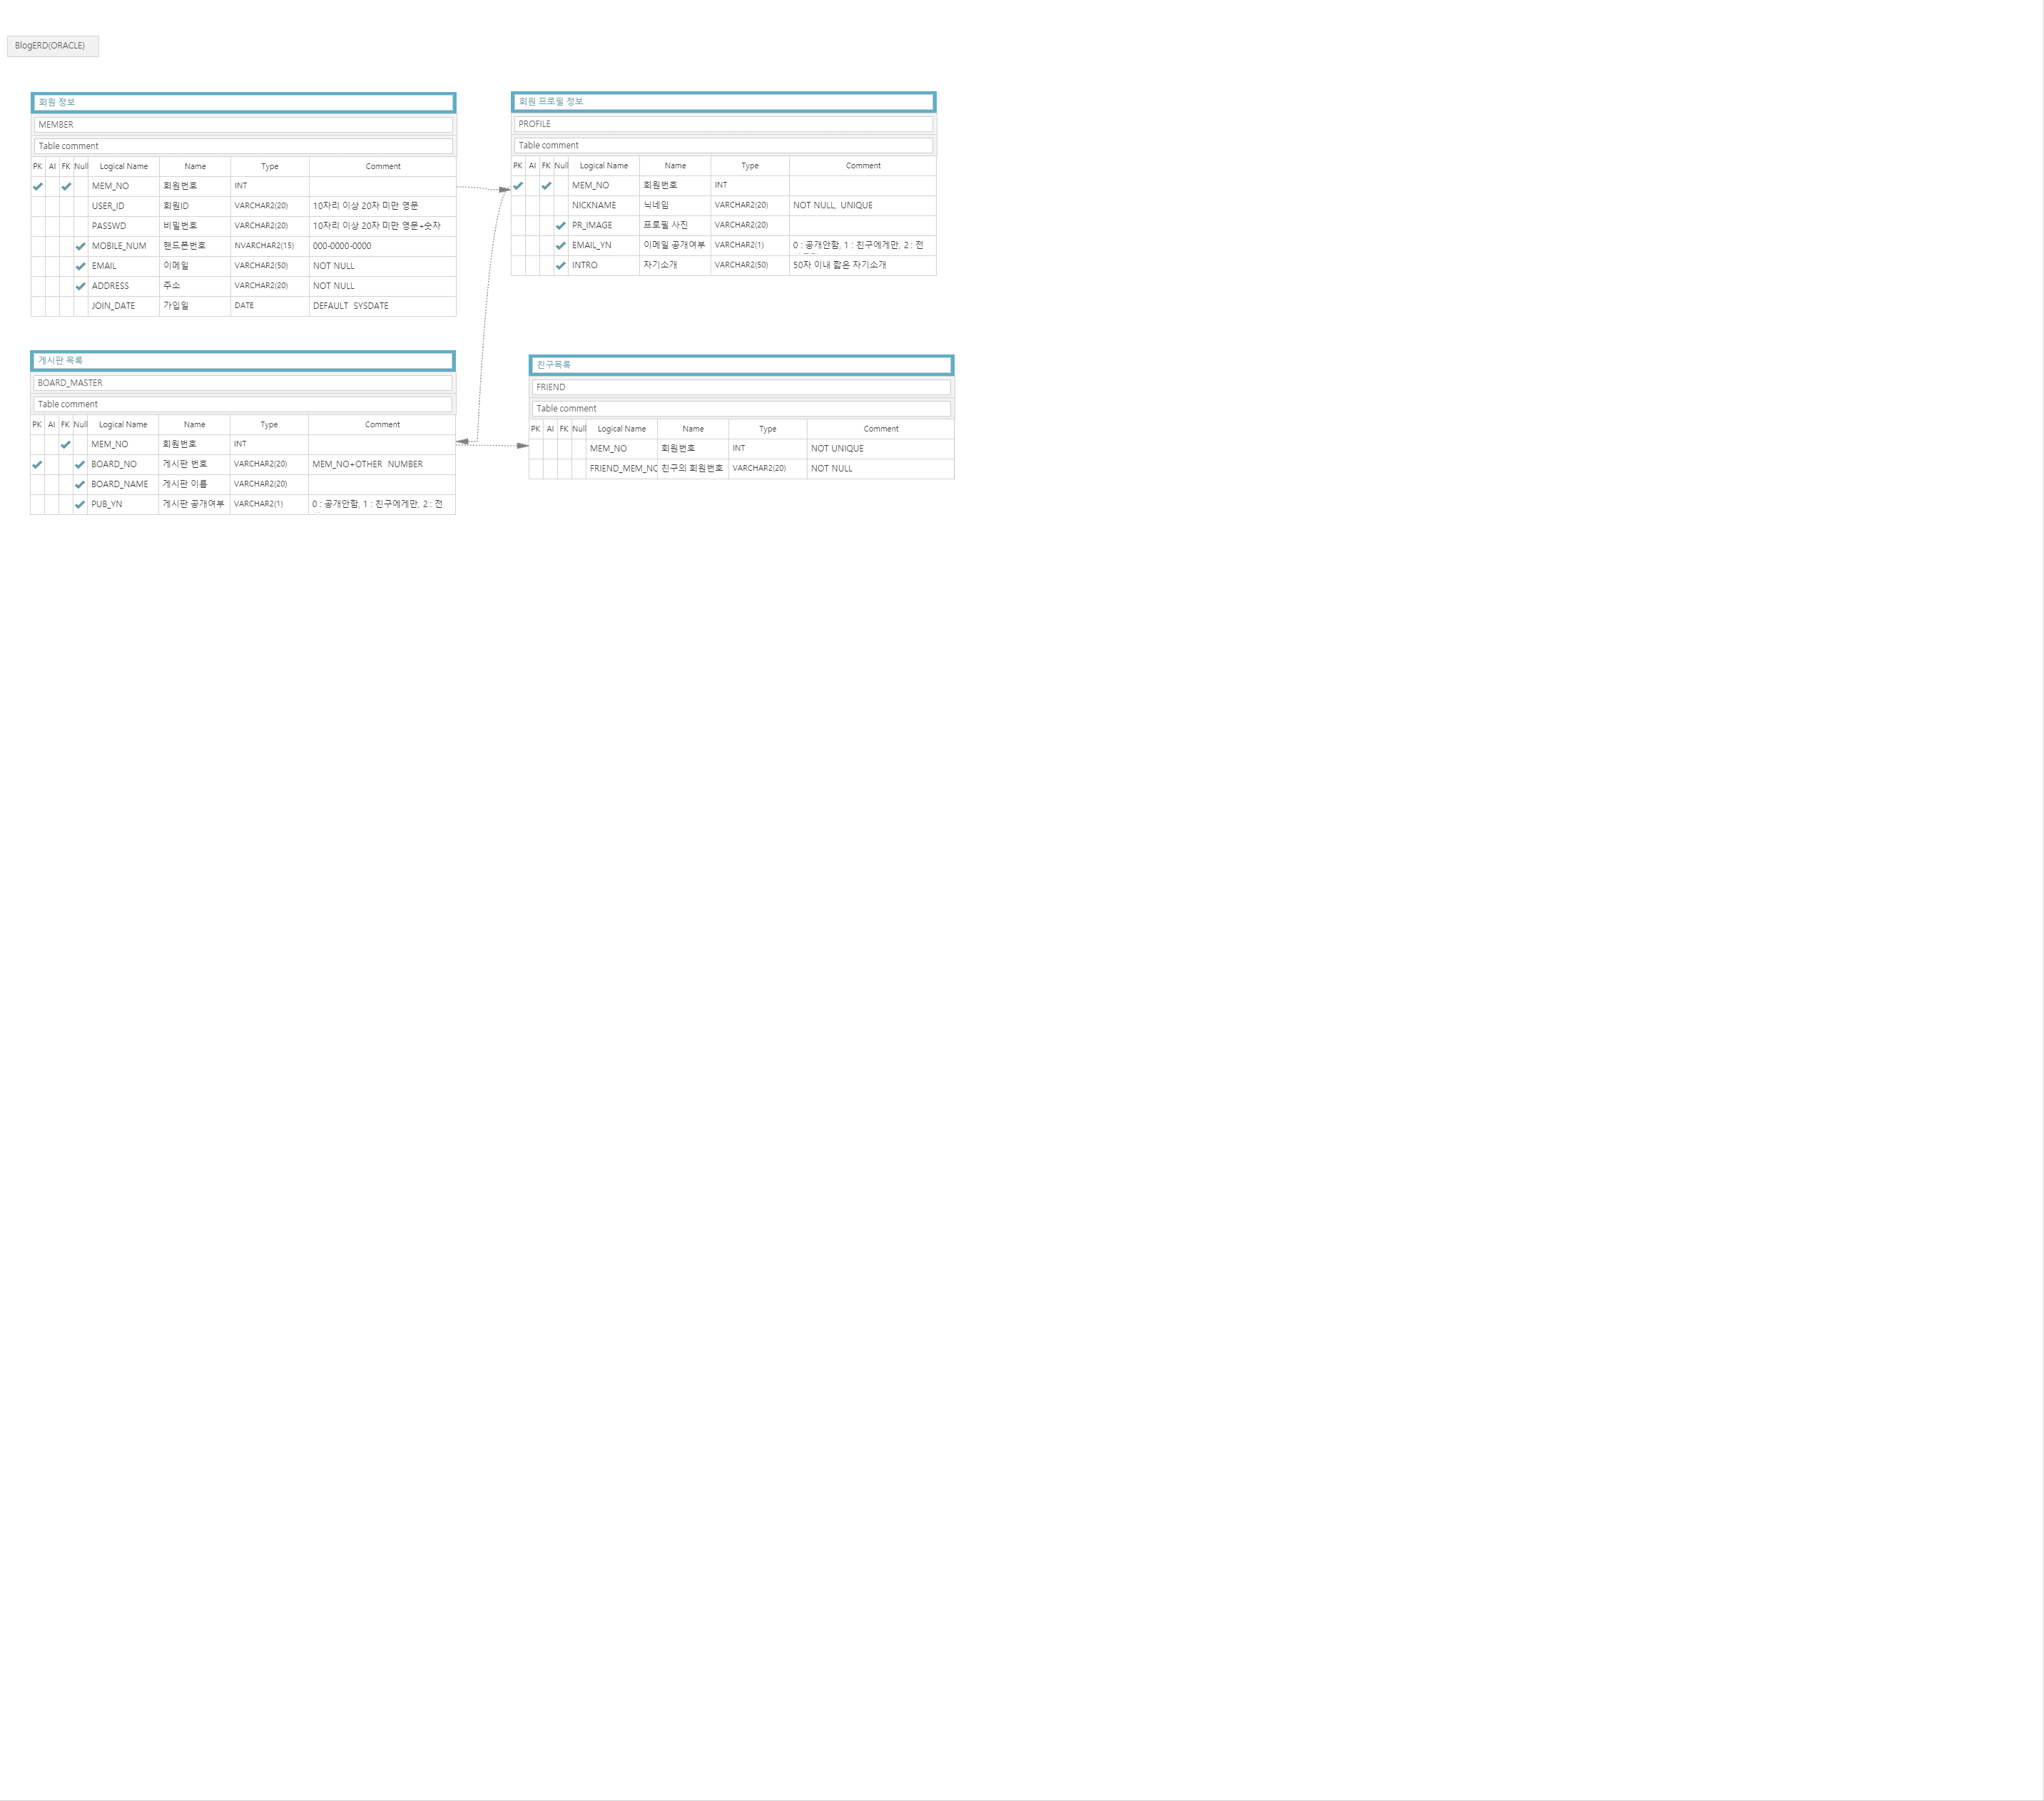 BlogERD(ORACLE)
회원 정보
MEMBER
Table comment
PK AI FK Null Logical Name Name Type Comment
MEM_NO 회원번호 INT
USER_ID 회원ID VARCHAR2(20) 10자리 이상 20자 미만 영문
PASSWD 비밀번호 VARCHAR2(20) 10자리 이상 20자 미만 영문+숫자
MOBILE_NUM 핸드폰번호 NVARCHAR2(15) 000-0000-0000
EMAIL 이메일 VARCHAR2(50) NOT NULL
ADDRESS 주소 VARCHAR2(20) NOT NULL
JOIN_DATE 가입일 DATE DEFAULT SYSDATE
회원 프로필 정보
PROFILE
Table comment
PK AI FK Null Logical Name Name Type Comment
MEM_NO 회원번호 INT
NICKNAME 닉네임 VARCHAR2(20) NOT NULL, UNIQUE
PR_IMAGE 프로필 사진 VARCHAR2(20)
EMAIL_YN 이메일 공개여부 VARCHAR2(1) 0 : 공개안함, 1 : 친구에게만, 2 : 전
INTRO 자기소개 VARCHAR2(50) 50자 이내 짧은 자기소개
게시판 목록
BOARD_MASTER
Table comment
PK AI FK Null Logical Name Name Type Comment
MEM_NO 회원번호 INT
BOARD_NO 게시판 번호 VARCHAR2(20) MEM_NO+OTHER NUMBER
BOARD_NAME 게시판 이름 VARCHAR2(20)
PUB_YN 게시판 공개여부 VARCHAR2(1) 0 : 공개안함, 1 : 친구에게만, 2 : 전
친구목록
FRIEND
Table comment
PK AI FK Null Logical Name Name Type Comment
MEM_NO 회원번호 INT NOT UNIQUE
FRIEND_MEM_NO 친구의 회원번호 VARCHAR2(20) NOT NULL